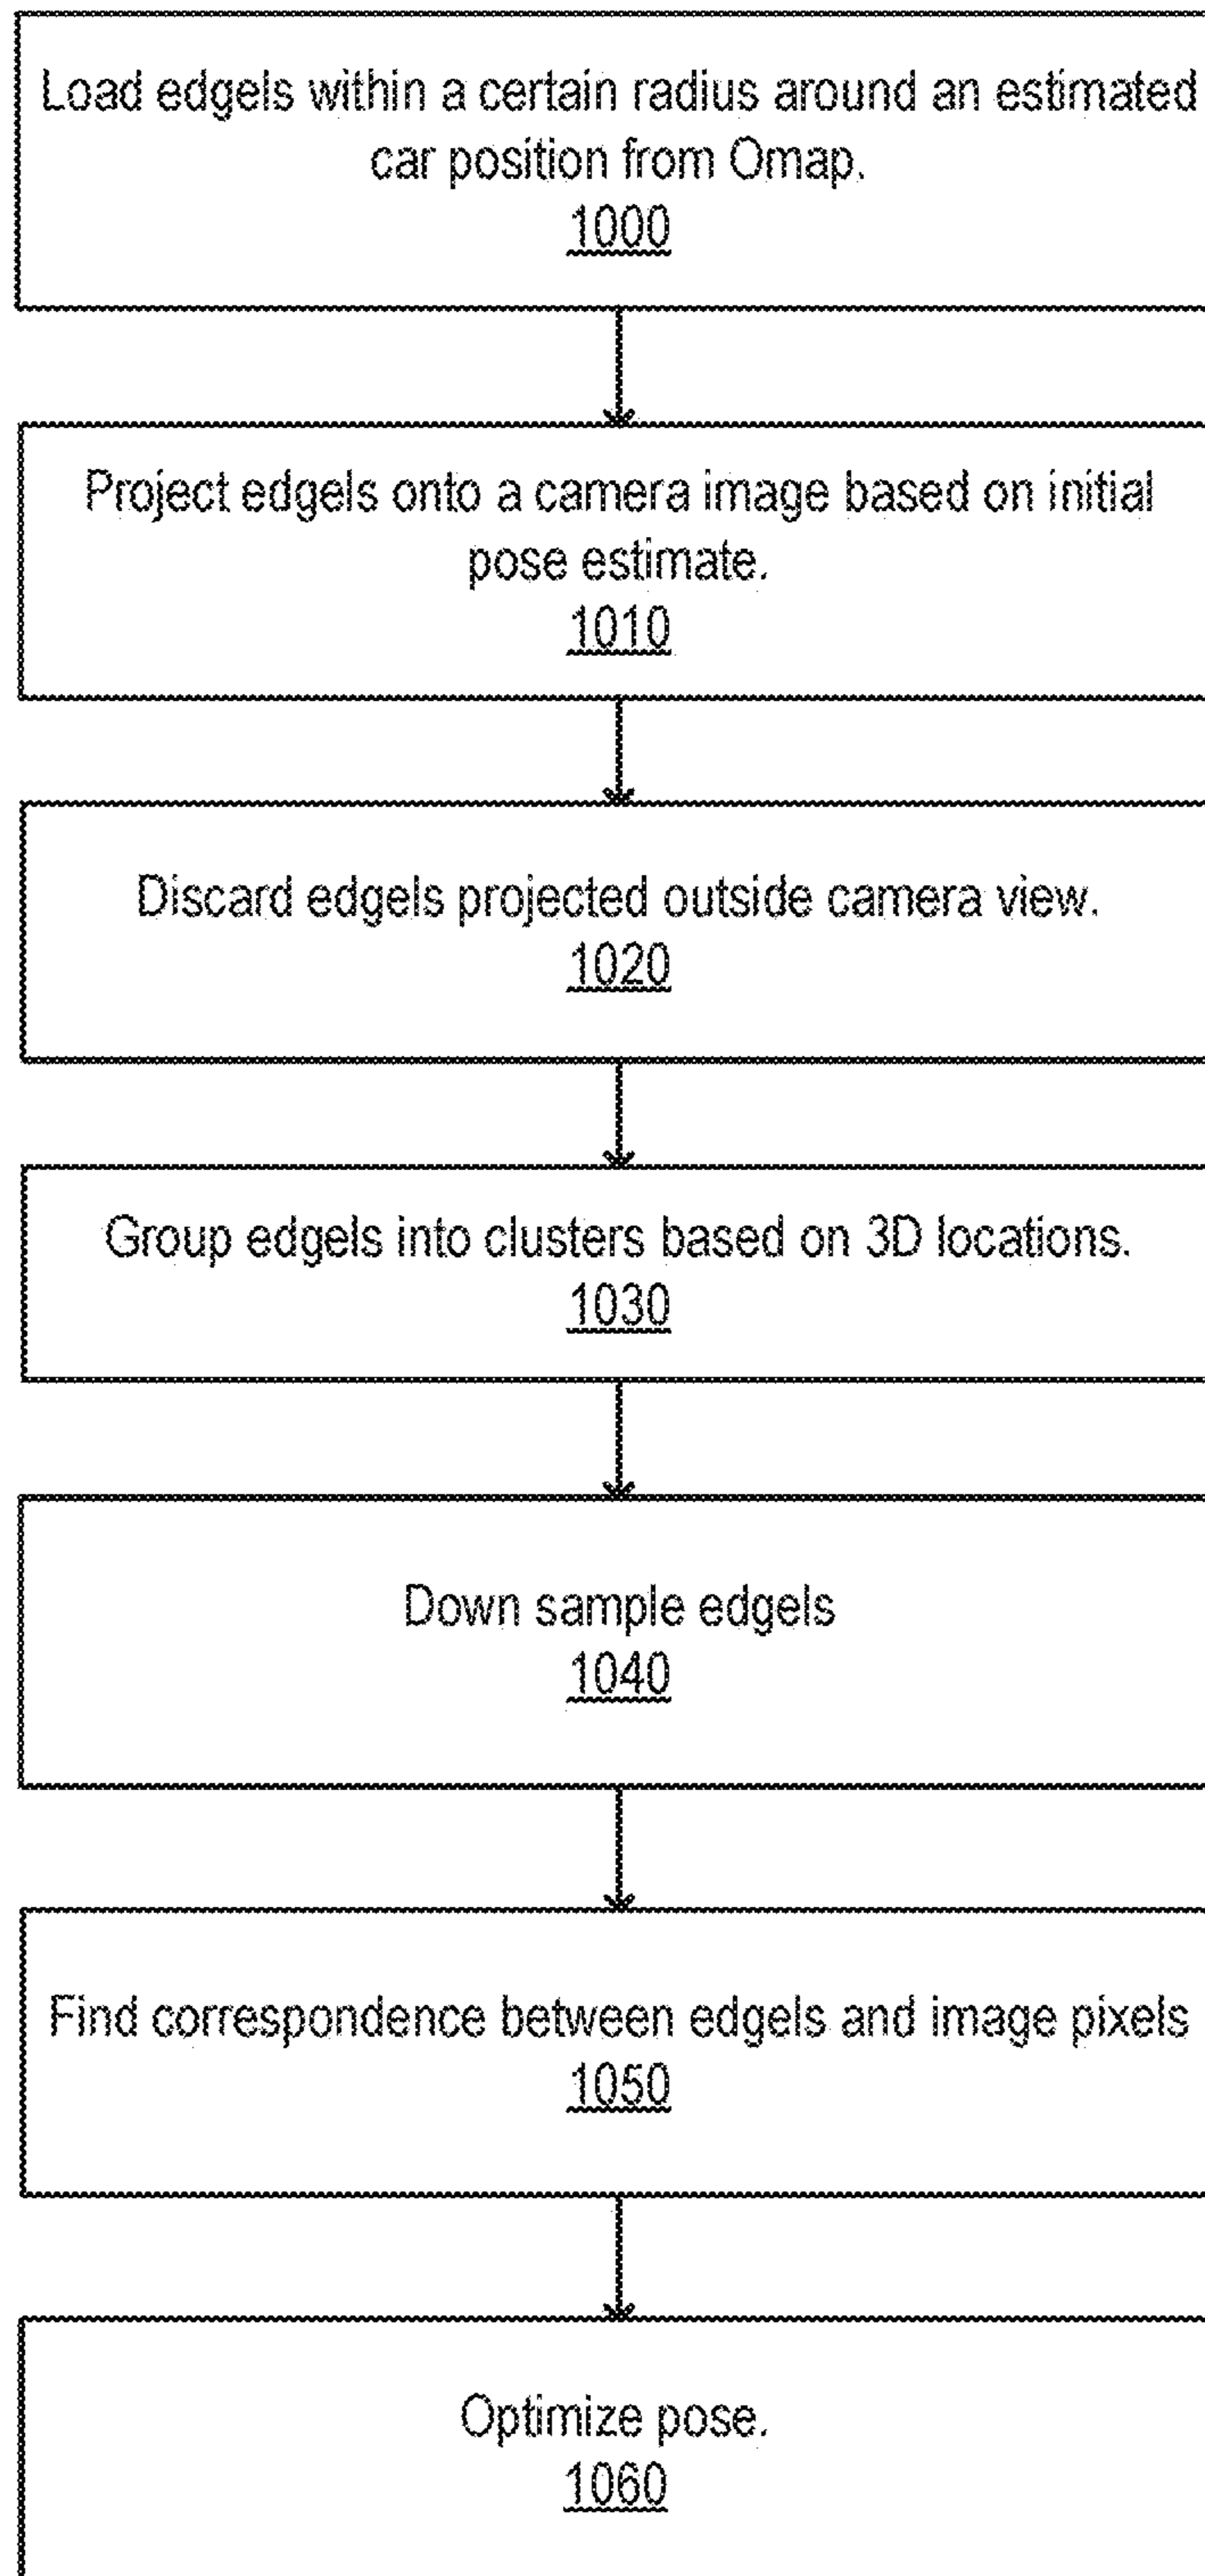 Load edgels within a certain radius around an estimated
car position from Omap.
1000
Project edgels onto a camera image based on initial
pose estimate.
1010
Discard edgels projected outside camera view.
1020
Group edgels into clusters based on 3D locations.
1030
Down sample edgels
1040
Find correspondence between edgels and image pixels
1050
Optimize pose.
1060